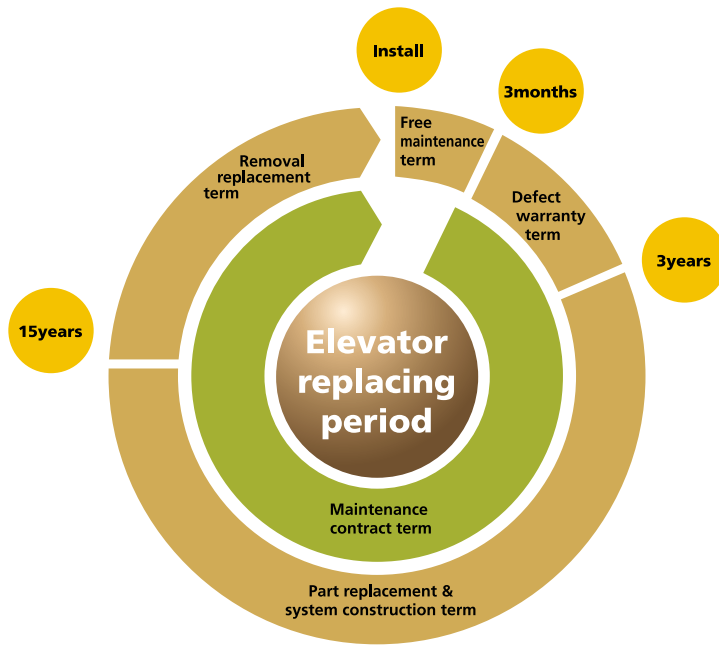 Install
3months
Free
maintenance
term
Defect
warranty
term
3years
Removal
replacement
term
15years
Elevator
replacing
period
Maintenance
contract term
Part replacement &
system construction term